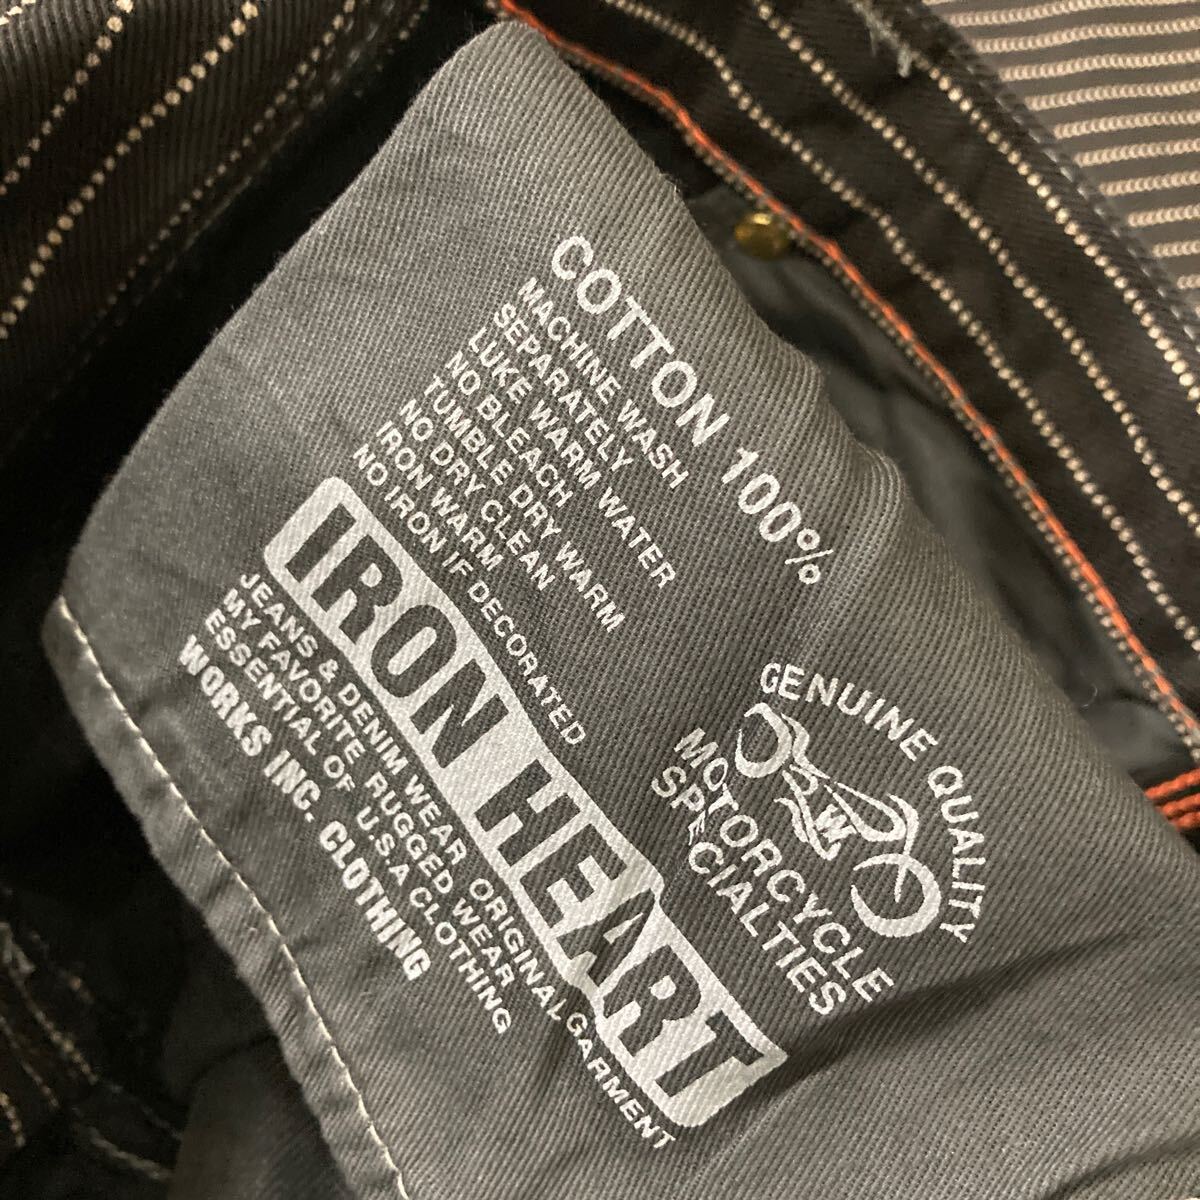 COTTON 100%
MACHINE WASH
SEPARATELY
LUKE WARM WATER
NO BLEACH
TUMBLE DRY WARM
NO DRY CLEAN
IRON WARM
NO IRON IF DECORATED
IRON HEART
JEANS & DENIM WEAR ORIGINAL GARMENT
MY FAVORITE RUGGED WEAR
ESSENTIAL OF U.S.A CLOTHING
WORKS INC. CLOTHING
GENUINE QUALITY
W
MOTORCYCLE
SPECIALTIES